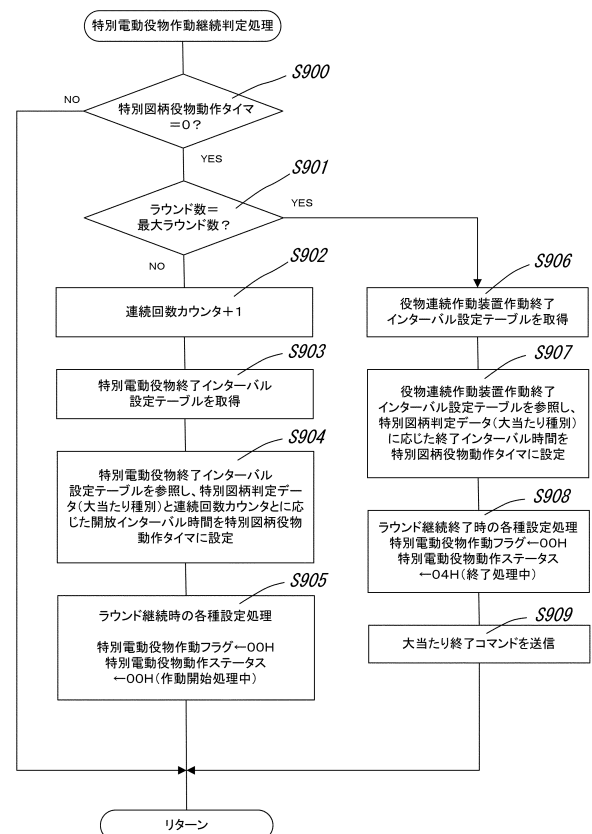 特別電動役物作動継続判定処理
S900
NO
特別図柄役物動作タイマ
=0?
YES
S901
ラウンド数=
最大ラウンド数?
YES
NO
S902
連続回数カウンタ+1
S903
特別電動役物終了インターバル
設定テーブルを取得
S904
特別電動役物終了インターバル
設定テーブルを参照し、特別図柄判定デー
タ(大当たり種別)と連続回数カウンタとに応
じた開放インターバル時間を特別図柄役物
動作タイマに設定
S905
ラウンド継続時の各種設定処理
特別電動役物作動フラグ←00H
特別電動役物動作ステータス
←00H(作動開始処理中)
S906
役物連続作動装置作動終了
インターバル設定テーブルを取得
S907
役物連続作動装置作動終了
インターバル設定テーブルを参照し、
特別図柄判定データ(大当たり種別)
に応じた終了インターバル時間を
特別図柄役物動作タイマに設定
S908
ラウンド継続終了時の各種設定処理
特別電動役物作動フラグ←00H
特別電動役物動作ステータス
←04H(終了処理中)
S909
大当たり終了コマンドを送信
リターン